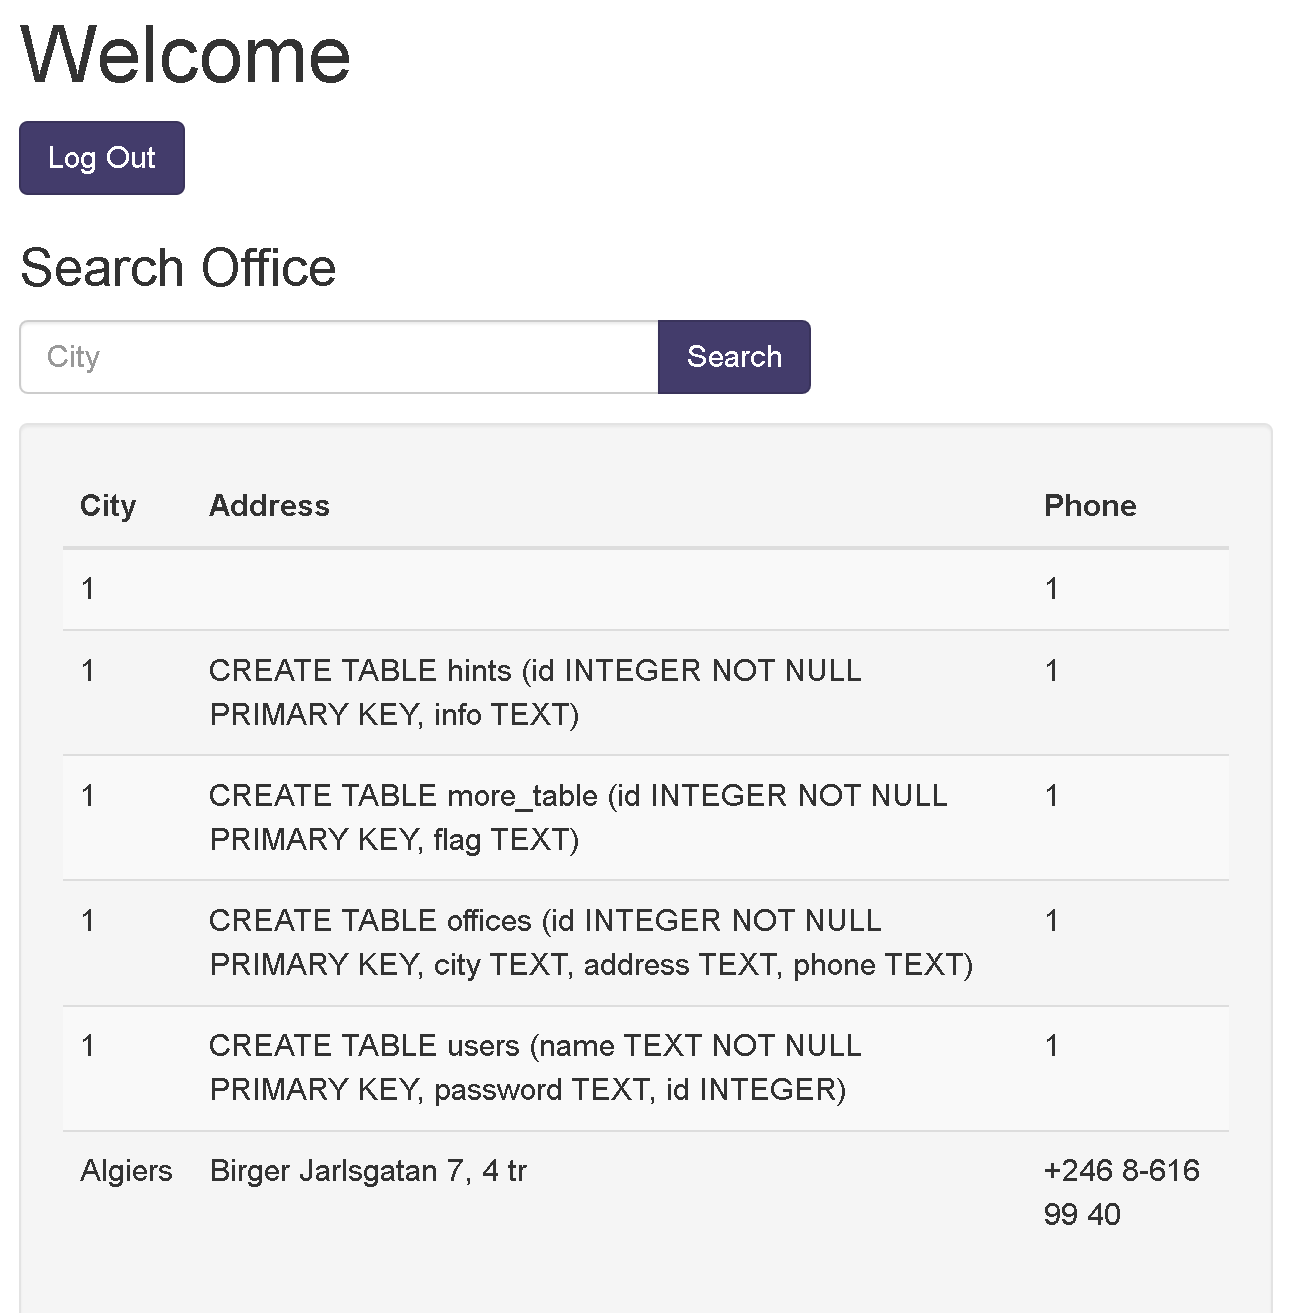 Welcome
Log Out
Search Office
City Search
City Address Phone
1 1
1 CREATE TABLE hints (id INTEGER NOT NULL 1
PRIMARY KEY, info TEXT)
1 CREATE TABLE more_table (id INTEGER NOT NULL 1
PRIMARY KEY, flag TEXT)
1 CREATE TABLE offices (id INTEGER NOT NULL 1
PRIMARY KEY, city TEXT, address TEXT, phone TEXT)
1 CREATE TABLE users (name TEXT NOT NULL 1
PRIMARY KEY, password TEXT, id INTEGER)
Algiers Birger Jarlsgatan 7, 4 tr +246 8-616
99 40